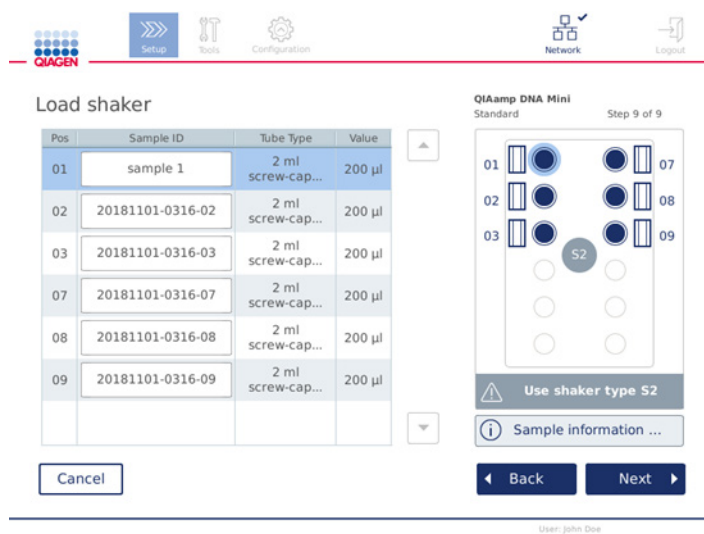 QIAGEN
Setup
Tools
Configuration
Network
Logout
Load shaker
Pos Sample ID Tube Type Value
01 sample 1 2 ml screw-cap... 200 µl
02 20181101-0316-02 2 ml screw-cap... 200 µl
03 20181101-0316-03 2 ml screw-cap... 200 µl
07 20181101-0316-07 2 ml screw-cap... 200 µl
08 20181101-0316-08 2 ml screw-cap... 200 µl
09 20181101-0316-09 2 ml screw-cap... 200 µl
QIAamp DNA Mini
Standard Step 9 of 9
01 07
02 08
03 09
S2
Use shaker type S2
Sample information ...
Cancel
Back
Next
User: John Doe